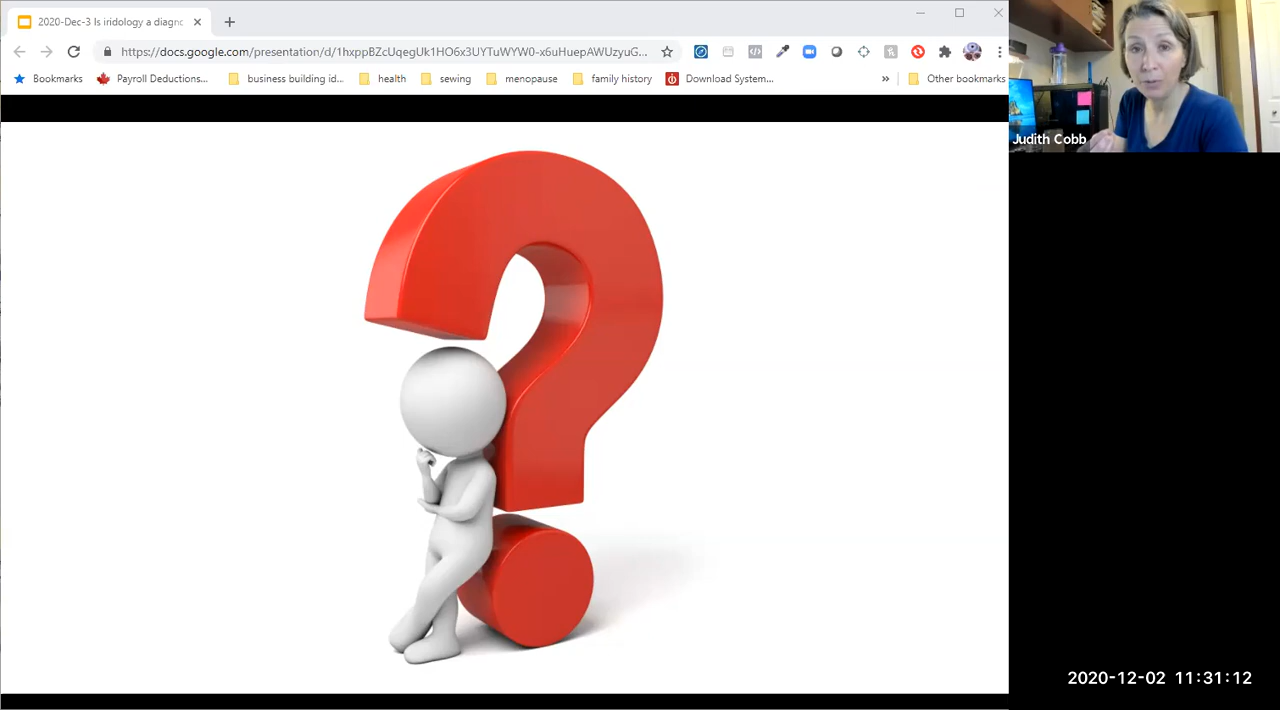 2020-Dec-3 Is iridology a diagno
https://docs.google.com/presentation/d/1hxppBZcUqegUk1HO6x3UYTuWYW0-x6uHuepAWUzyuG...
Bookmarks Payroll Deductions... business building id... health sewing menopause family history Download System... » Other bookmarks
Judith Cobb
2020-12-02 11:31:12